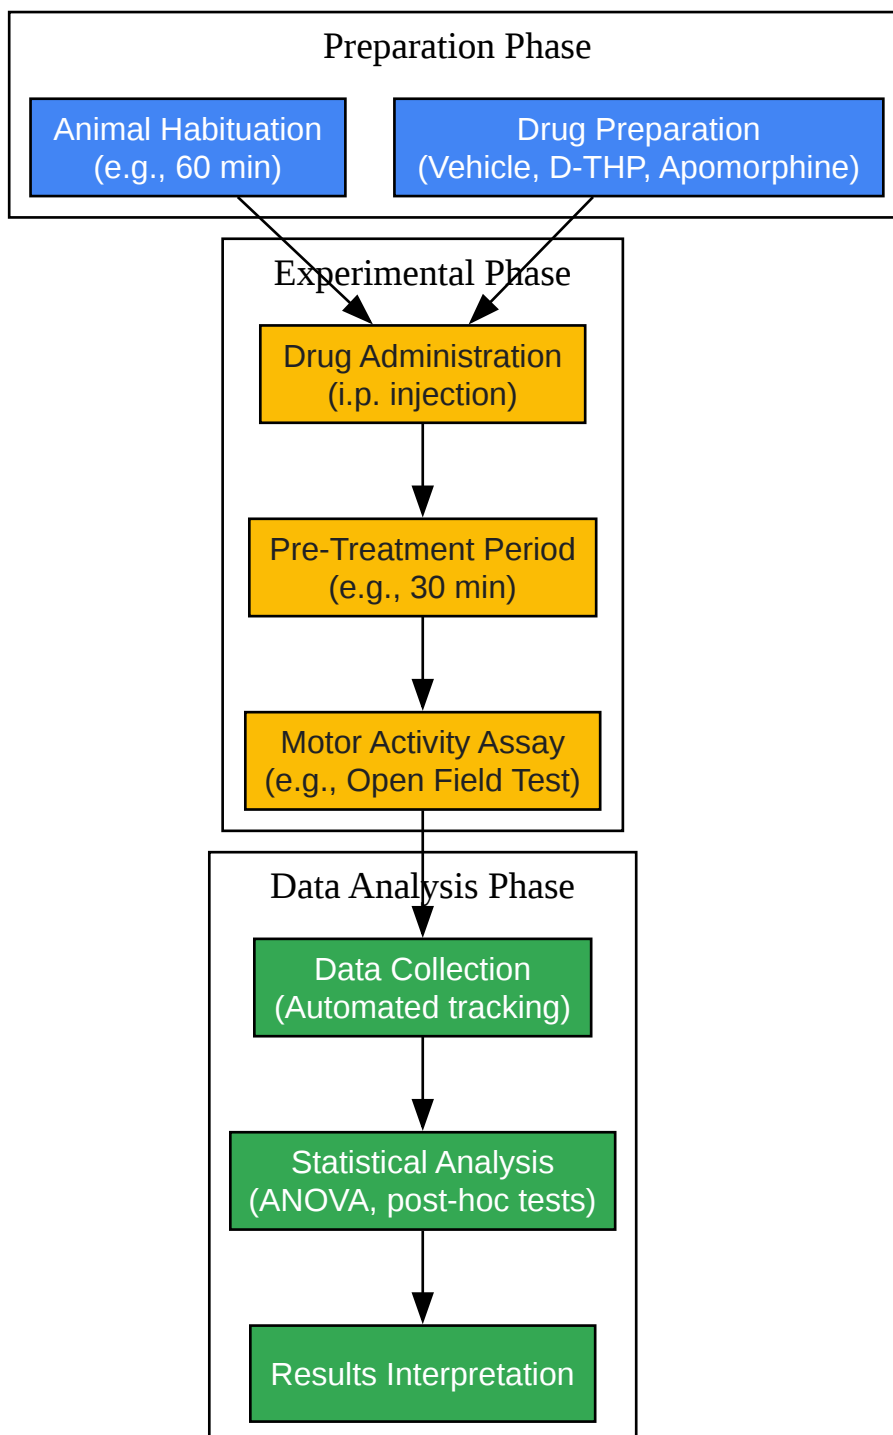 Preparation Phase
Animal Habituation
(e.g., 60 min)
Drug Preparation
(Vehicle, D-THP, Apomorphine)
Experimental Phase
Drug Administration
(i.p. injection)
Pre-Treatment Period
(e.g., 30 min)
Motor Activity Assay
(e.g., Open Field Test)
Data Analysis Phase
Data Collection
(Automated tracking)
Statistical Analysis
(ANOVA, post-hoc tests)
Results Interpretation